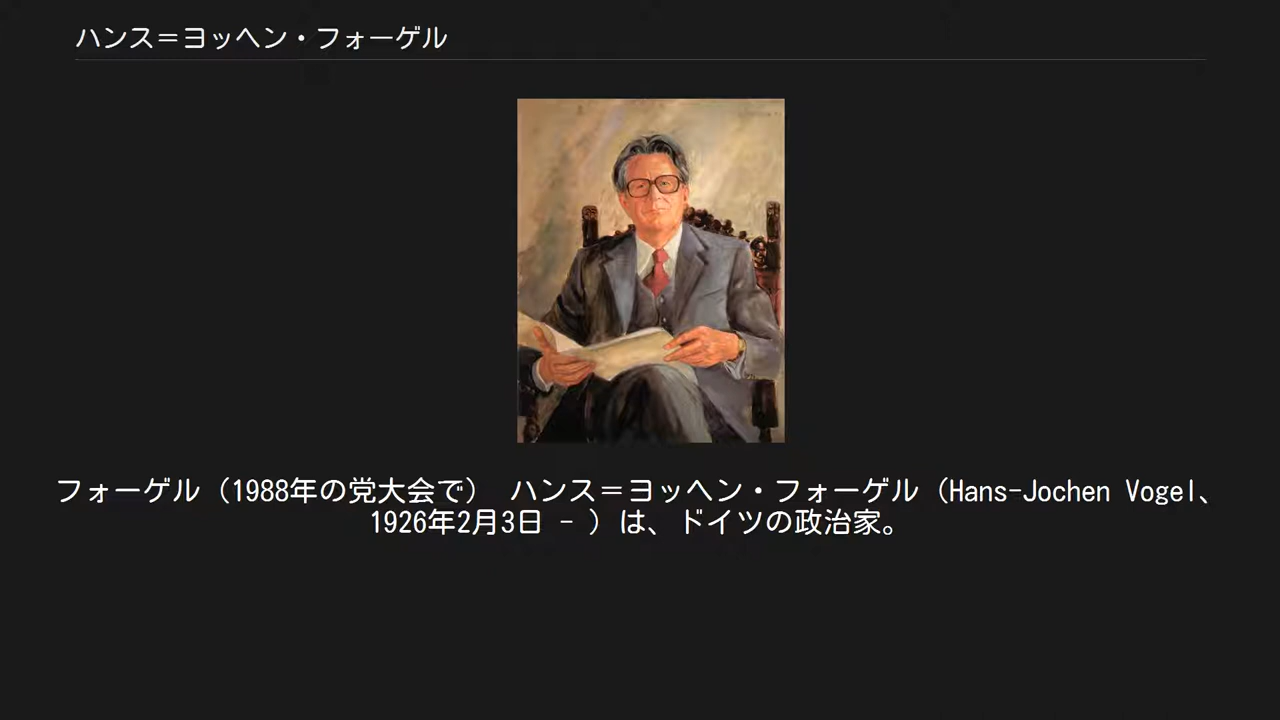 ハンス＝ヨッヘン・フォーゲル
フォーゲル（1988年の党大会で） ハンス＝ヨッヘン・フォーゲル（Hans-Jochen Vogel、
1926年2月3日 - ）は、ドイツの政治家。